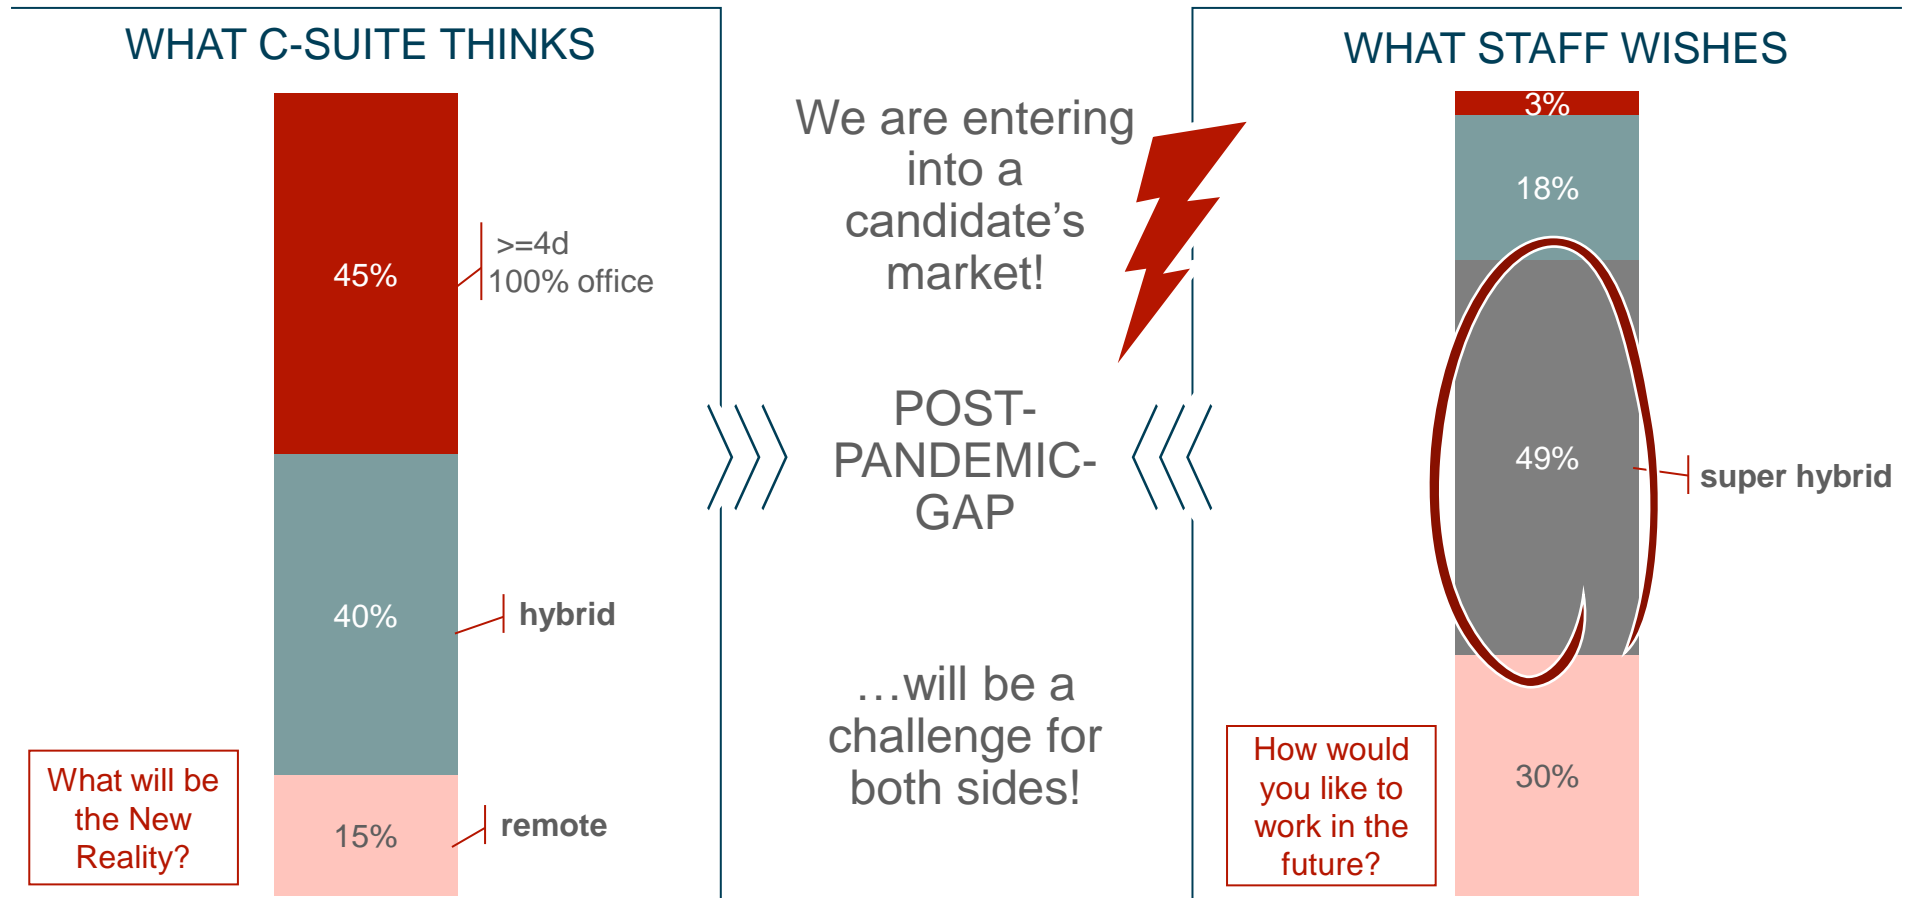 WHAT C-SUITE THINKS
45%
>=4d
100% office
40%
hybrid
15%
remote
What will be
the New
Reality?
We are entering
into a
candidate’s
market!
POST-
PANDEMIC-
GAP
…will be a
challenge for
both sides!
WHAT STAFF WISHES
3%
18%
49%
super hybrid
30%
How would
you like to
work in the
future?